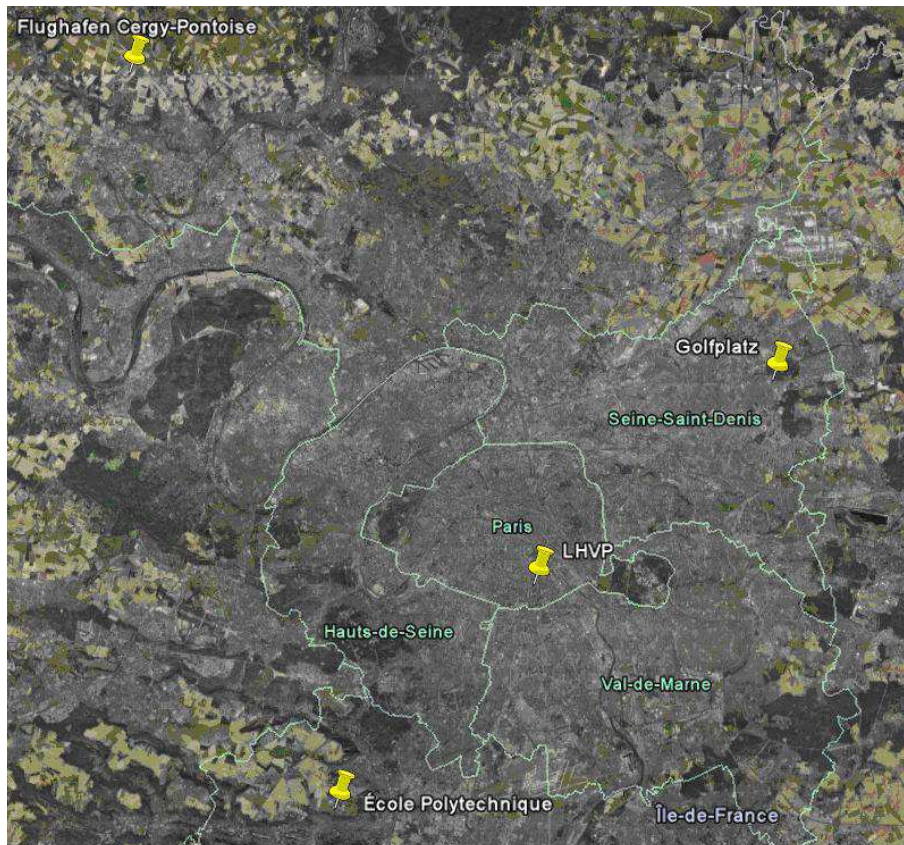 Flughafen Cergy-Pontoise
Golfplatz
Seine-Saint-Denis
Paris
LHVP
Hauts-de-Seine
Val-de-Marne
École Polytechnique
Île-de-France